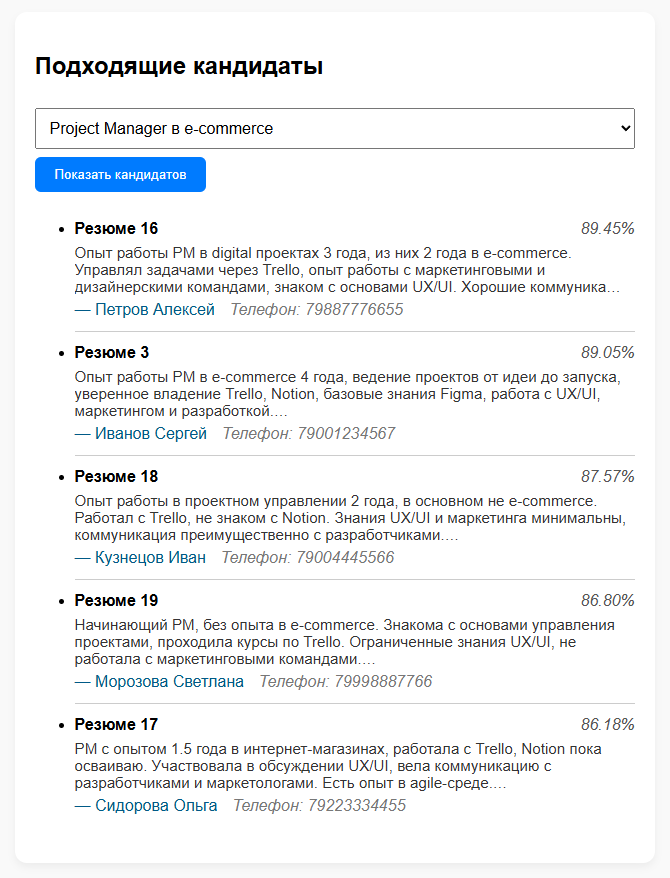 Подходящие кандидаты
Project Manager в e-commerce
Показать кандидатов
Резюме 16 89.45%
Опыт работы PM в digital проектах 3 года, из них 2 года в e-commerce.
Управлял задачами через Trello, опыт работы с маркетинговыми и
дизайнерскими командами, знаком с основами UX/UI. Хорошие коммуника…
— Петров Алексей Телефон: 79887776655
Резюме 3 89.05%
Опыт работы PM в e-commerce 4 года, ведение проектов от идеи до запуска,
уверенное владение Trello, Notion, базовые знания Figma, работа с UX/UI,
маркетингом и разработкой.…
— Иванов Сергей Телефон: 79001234567
Резюме 18 87.57%
Опыт работы в проектном управлении 2 года, в основном не e-commerce.
Работал с Trello, не знаком с Notion. Знания UX/UI и маркетинга минимальны,
коммуникация преимущественно с разработчиками.…
— Кузнецов Иван Телефон: 79004445566
Резюме 19 86.80%
Начинающий PM, без опыта в e-commerce. Знакома с основами управления
проектами, проходила курсы по Trello. Ограниченные знания UX/UI, не
работала с маркетинговыми командами.…
— Морозова Светлана Телефон: 79998887766
Резюме 17 86.18%
PM с опытом 1.5 года в интернет-магазинах, работала с Trello, Notion пока
осваиваю. Участвовала в обсуждении UX/UI, вела коммуникацию с
разработчиками и маркетологами. Есть опыт в agile-среде.…
— Сидорова Ольга Телефон: 79223334455